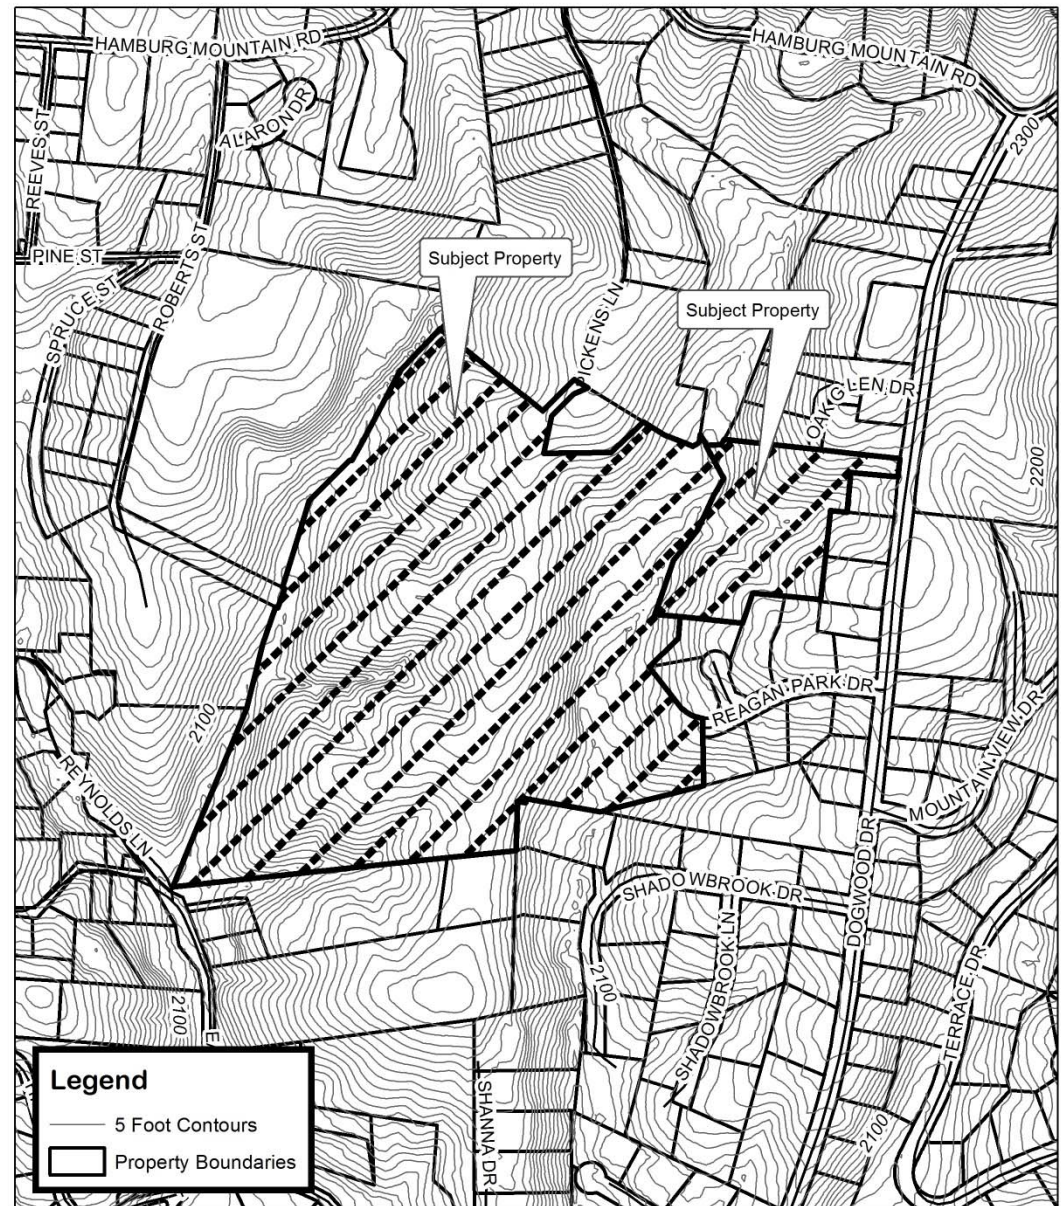 HAMBURG MOUNTAIN RD
HAMBURG MOUNTAIN RD
ALARON DR
REEVES ST
2300
PINE ST
ROBERTS ST
SPRUCE ST
Subject Property
DICKENS LN
Subject Property
OAK GLEN DR
2200
REAGAN PARK DR
2100
MOUNTAIN VIEW DR
REYNOLDS LN
SHADOWBROOK DR
DOGWOOD DR
SHADOWBROOK LN
2100
2100
TERRACE DR
E
Legend
5 Foot Contours
Property Boundaries
SHANNA DR
2100